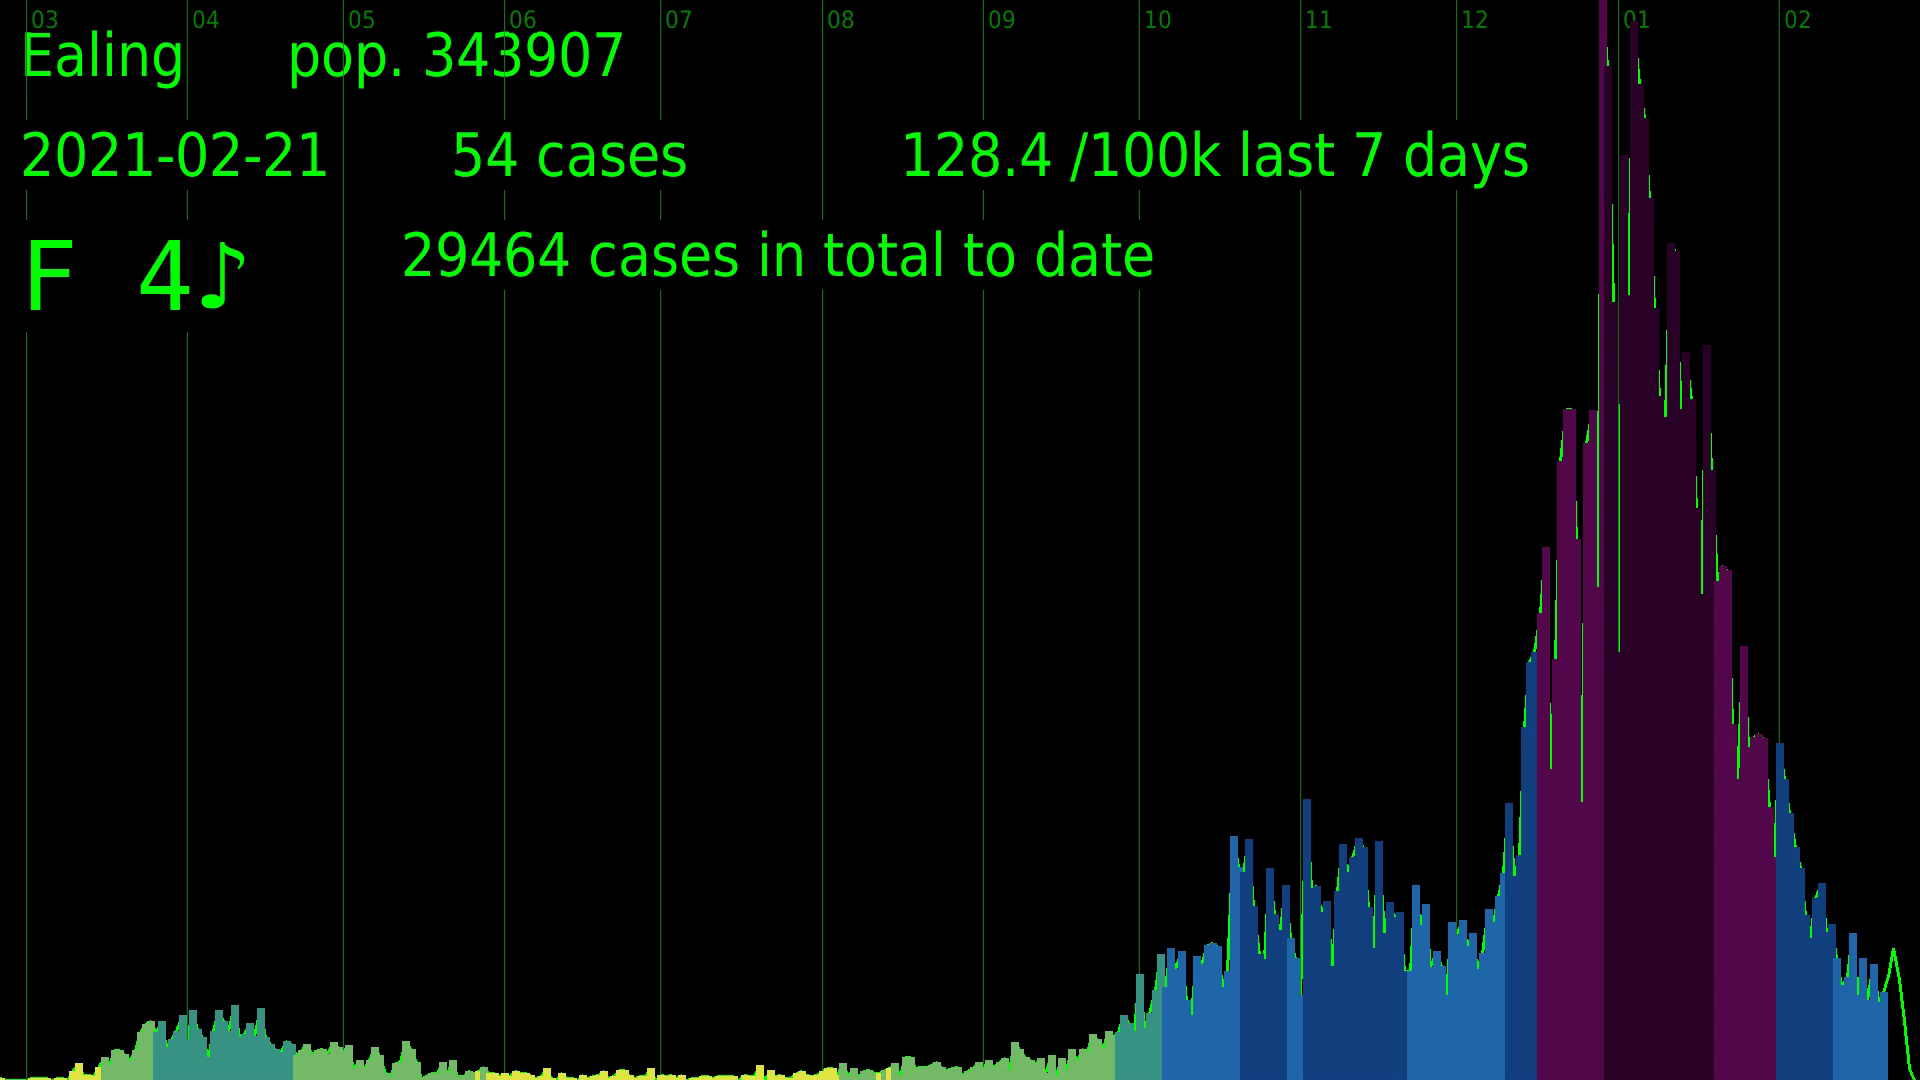 03 04 05 06 07 08 09 10 11 12 01 02
Ealing pop. 343907
2021-02-21 54 cases 128.4 /100k last 7 days
F 4♪ 29464 cases in total to date